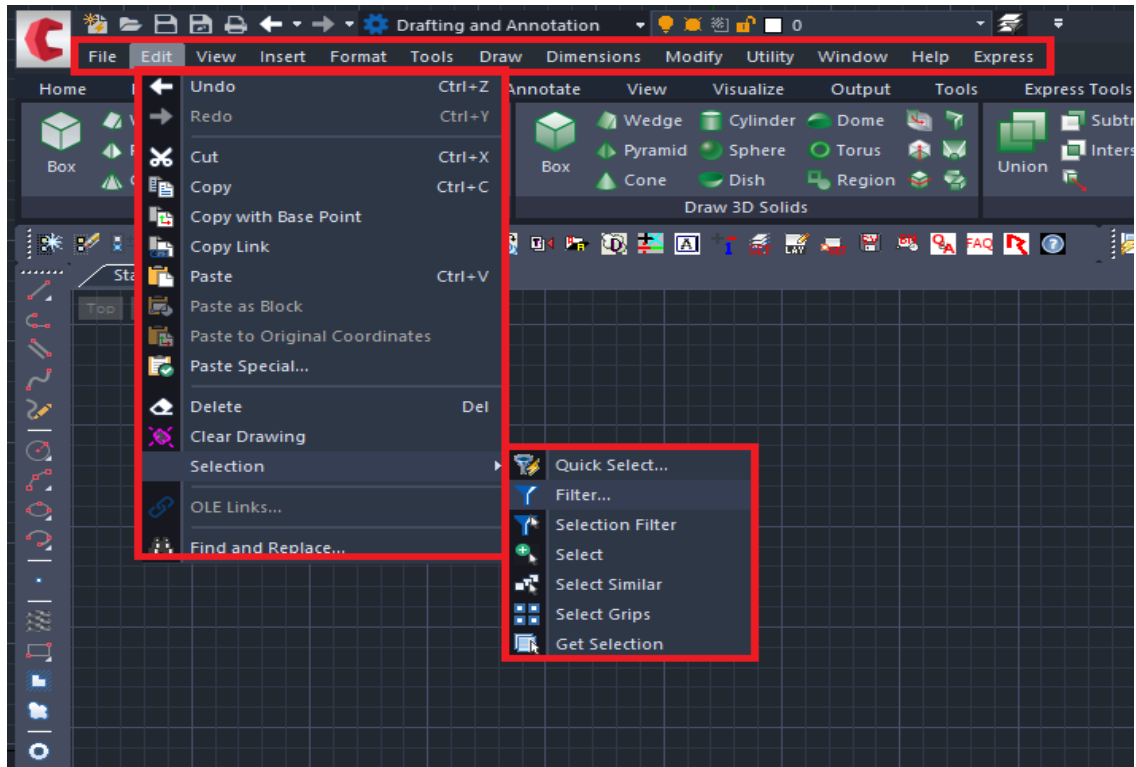 Drafting and Annotation 0
File Edit View Insert Format Tools Draw Dimensions Modify Utility Window Help Express
Home Annotate View Visualize Output Tools Express Tools
Undo Ctrl+Z
Redo Ctrl+Y
Cut Ctrl+X
Copy Ctrl+C
Copy with Base Point
Copy Link
Paste Ctrl+V
Paste as Block
Paste to Original Coordinates
Paste Special...
Delete Del
Clear Drawing
Selection
OLE Links...
Find and Replace...
Quick Select...
Filter...
Selection Filter
Select
Select Similar
Select Grips
Get Selection
Box
Box
Wedge Cylinder Dome
Pyramid Sphere Torus
Cone Dish Region
Draw 3D Solids
Union
Subtr
Inters
FAQ
Sta
Top